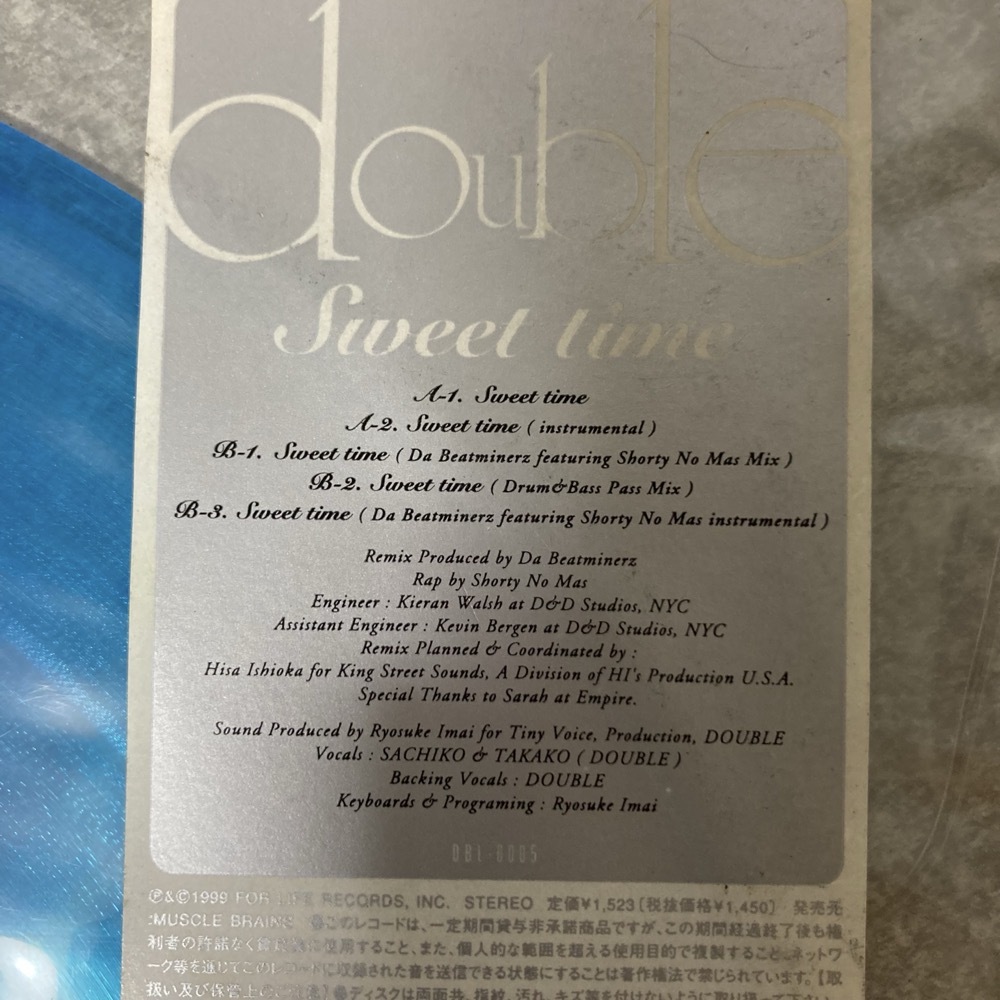 double
Sweet time
A-1. Sweet time
A-2. Sweet time ( instrumental )
B-1. Sweet time ( Da Beatminerz featuring Shorty No Mas Mix )
B-2. Sweet time ( Drum&Bass Pass Mix )
B-3. Sweet time ( Da Beatminerz featuring Shorty No Mas instrumental )
Remix Produced by Da Beatminerz
Rap by Shorty No Mas
Engineer : Kieran Walsh at D&D Studios, NYC
Assistant Engineer : Kevin Bergen at D&D Studios, NYC
Remix Planned & Coordinated by :
Hisa Ishioka for King Street Sounds, A Division of HI's Production U.S.A.
Special Thanks to Sarah at Empire.
Sound Produced by Ryosuke Imai for Tiny Voice, Production, DOUBLE
Vocals : SACHIKO & TAKAKO ( DOUBLE )
Backing Vocals : DOUBLE
Keyboards & Programing : Ryosuke Imai
DBL-0005
℗&©1999 FOR LIFE RECORDS, INC. STEREO 定価¥1,523〔税抜価格¥1,450〕 発売元
:MUSCLE BRAINS ●このレコードは、一定期間貸与非承諾商品ですが、この期間経過終了後も権
利者の許諾なく に使用すること、また、個人的な範囲を超える使用目的で複製すること、ネットワ
ーク等を通じてこのレコードに収録された音を送信できる状態にすることは著作権法で禁じられています。【取
扱い及び保管上の ●ディスクは両面共、指紋、汚れ、キズ等を付けないように取り扱って下さい